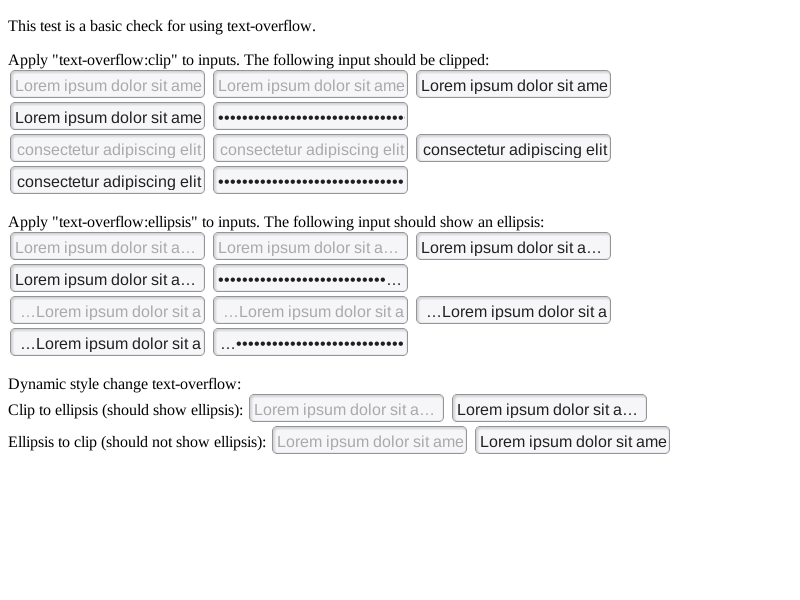 This test is a basic check for using text-overflow.
Apply "text-overflow:clip" to inputs. The following input should be clipped:
Lorem ipsum dolor sit ame Lorem ipsum dolor sit ame Lorem ipsum dolor sit ame
Lorem ipsum dolor sit ame •••••••••••••••••••••••••••••••
consectetur adipiscing elit consectetur adipiscing elit consectetur adipiscing elit
consectetur adipiscing elit •••••••••••••••••••••••••••••••
Apply "text-overflow:ellipsis" to inputs. The following input should show an ellipsis:
Lorem ipsum dolor sit a… Lorem ipsum dolor sit a… Lorem ipsum dolor sit a…
Lorem ipsum dolor sit a… ••••••••••••••••••••••••••••…
…Lorem ipsum dolor sit a …Lorem ipsum dolor sit a …Lorem ipsum dolor sit a
…Lorem ipsum dolor sit a …••••••••••••••••••••••••••••
Dynamic style change text-overflow:
Clip to ellipsis (should show ellipsis): Lorem ipsum dolor sit a… Lorem ipsum dolor sit a…
Ellipsis to clip (should not show ellipsis): Lorem ipsum dolor sit ame Lorem ipsum dolor sit ame